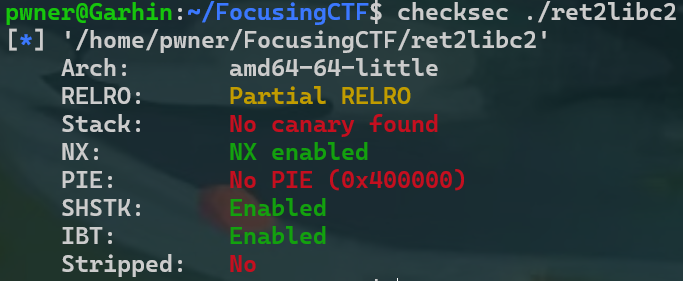 pwner@Garhin:~/FocusingCTF$ checksec ./ret2libc2
[*] '/home/pwner/FocusingCTF/ret2libc2'
Arch: amd64-64-little
RELRO: Partial RELRO
Stack: No canary found
NX: NX enabled
PIE: No PIE (0x400000)
SHSTK: Enabled
IBT: Enabled
Stripped: No